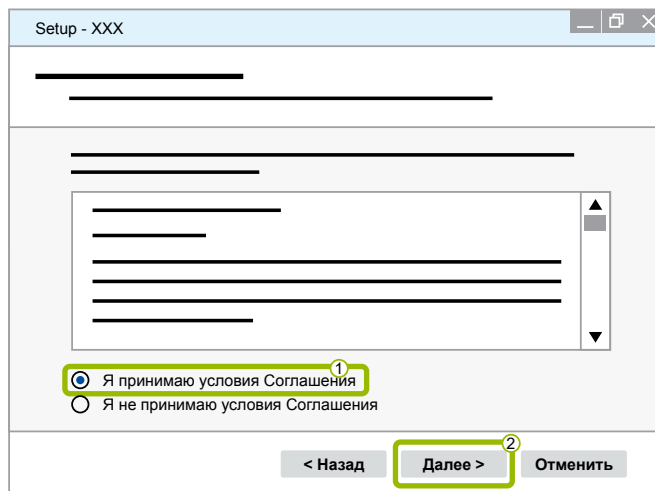 Setup - XXX
1
Я принимаю условия Соглашения
Я не принимаю условия Соглашения
2
< Назад Далее > Отменить